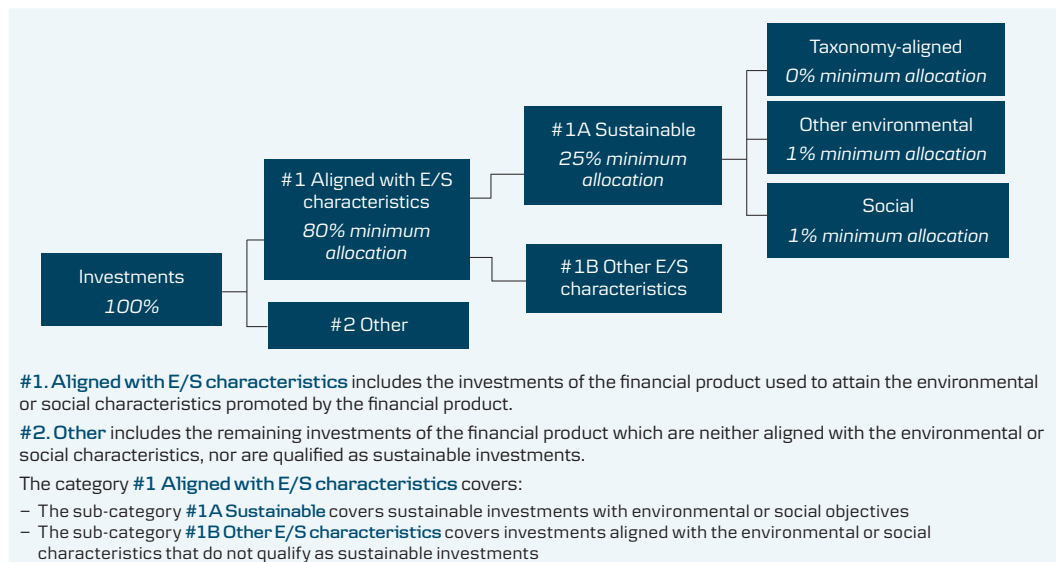 Taxonomy-aligned
0% minimum allocation
#1A Sustainable
25% minimum
allocation
Other environmental
1% minimum allocation
#1 Aligned with E/S
characteristics
80% minimum
allocation
Social
1% minimum allocation
#1B Other E/S
characteristics
Investments
100%
#2 Other
#1. Aligned with E/S characteristics includes the investments of the financial product used to attain the environmental
or social characteristics promoted by the financial product.
#2. Other includes the remaining investments of the financial product which are neither aligned with the environmental or
social characteristics, nor are qualified as sustainable investments.
The category #1 Aligned with E/S characteristics covers:
– The sub-category #1A Sustainable covers sustainable investments with environmental or social objectives
– The sub-category #1B Other E/S characteristics covers investments aligned with the environmental or social
characteristics that do not qualify as sustainable investments